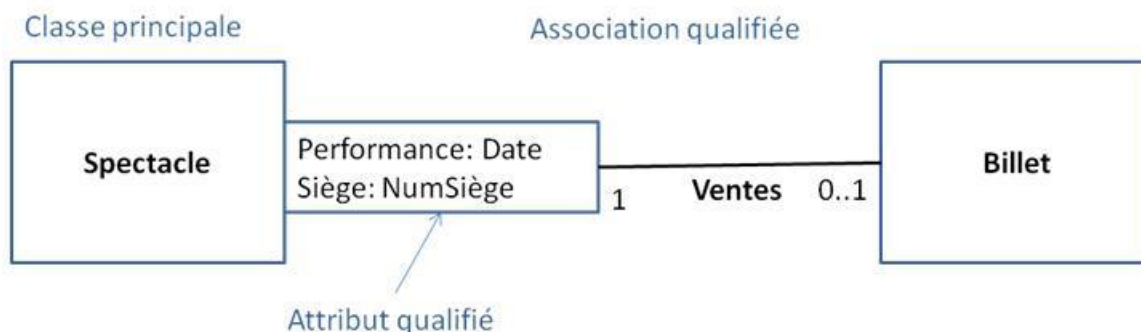 Classe principale
Association qualifiée
Spectacle
Performance: Date
Siège: NumSiège
1
Ventes
0..1
Billet
Attribut qualifié